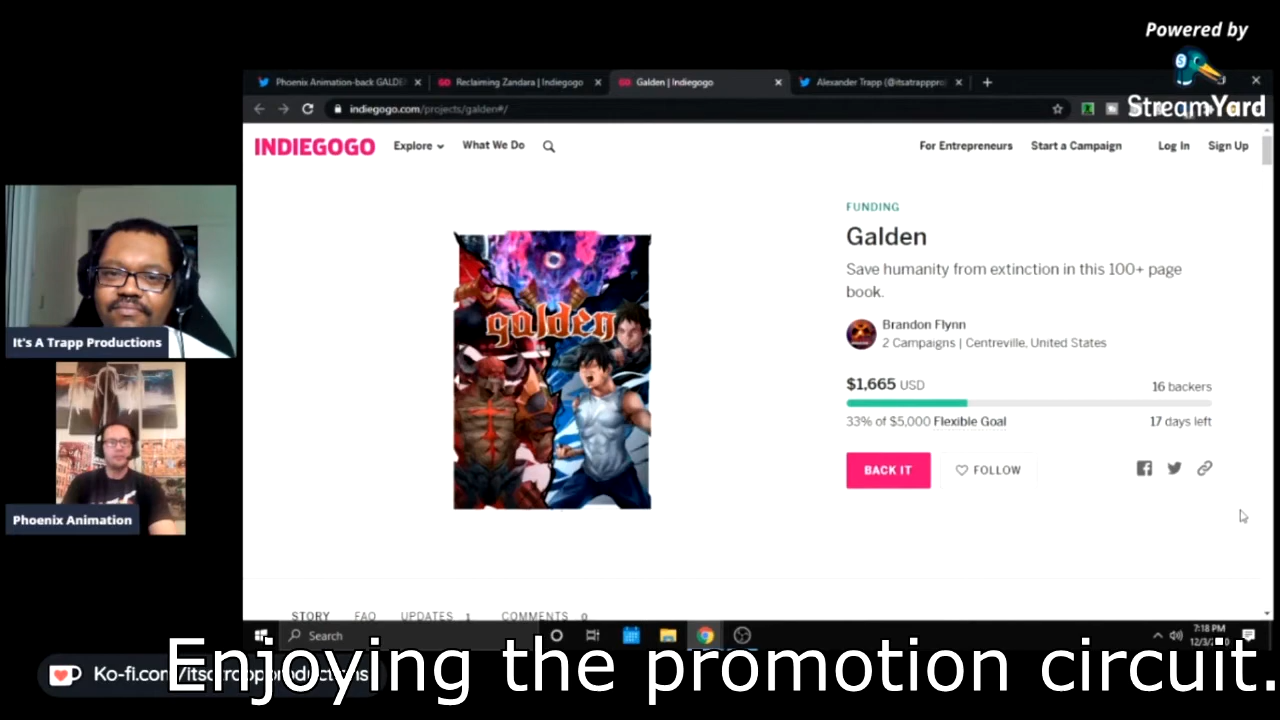 Powered by
StreamYard
Phoenix Animation-back GALDE
Reclaiming Zandara | Indiegogo
Galden | Indiegogo
Alexander Trapp (@itsatrapppro
indiegogo.com/projects/galden#/
INDIEGOGO
Explore
What We Do
For Entrepreneurs
Start a Campaign
Log In
Sign Up
FUNDING
Galden
Save humanity from extinction in this 100+ page
book.
Brandon Flynn
2 Campaigns | Centreville, United States
$1,665 USD
16 backers
33% of $5,000 Flexible Goal
17 days left
BACK IT
FOLLOW
galden
It's A Trapp Productions
Phoenix Animation
STORY
FAQ
UPDATES 1
COMMENTS 0
Search
7:18 PM
Enjoying the promotion circuit.